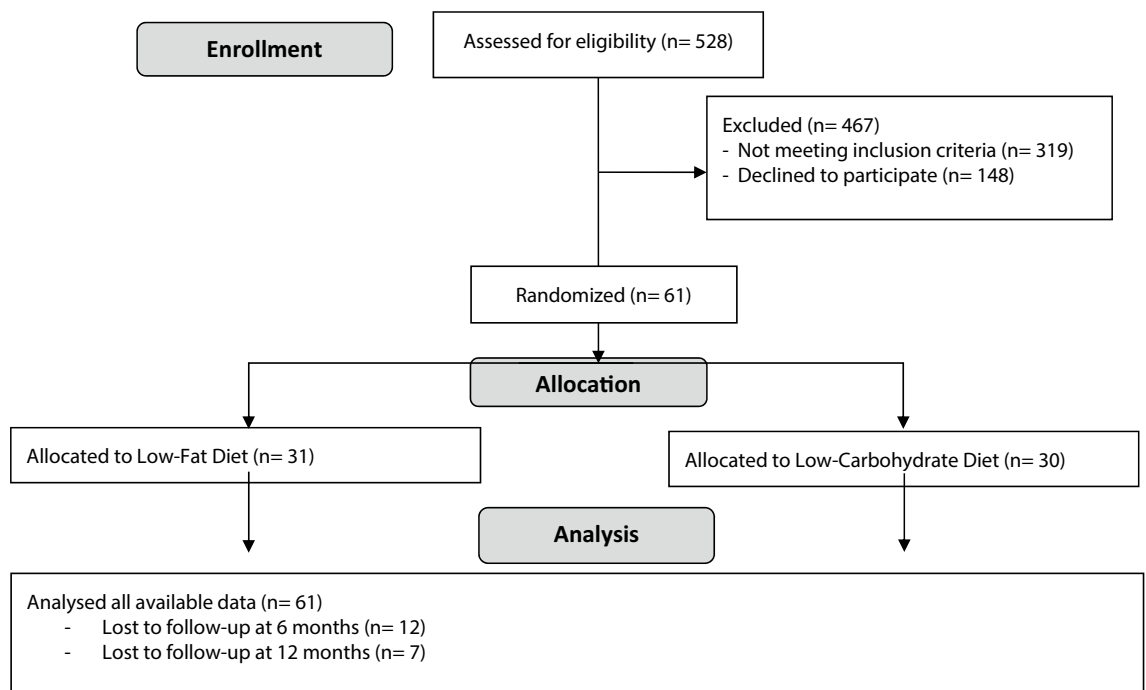 Enrollment
Assessed for eligibility (n= 528)
Excluded (n= 467)
- Not meeting inclusion criteria (n= 319)
- Declined to participate (n= 148)
Randomized (n= 61)
Allocation
Allocated to Low-Fat Diet (n= 31)
Allocated to Low-Carbohydrate Diet (n= 30)
Analysis
Analysed all available data (n= 61)
- Lost to follow-up at 6 months (n= 12)
- Lost to follow-up at 12 months (n= 7)